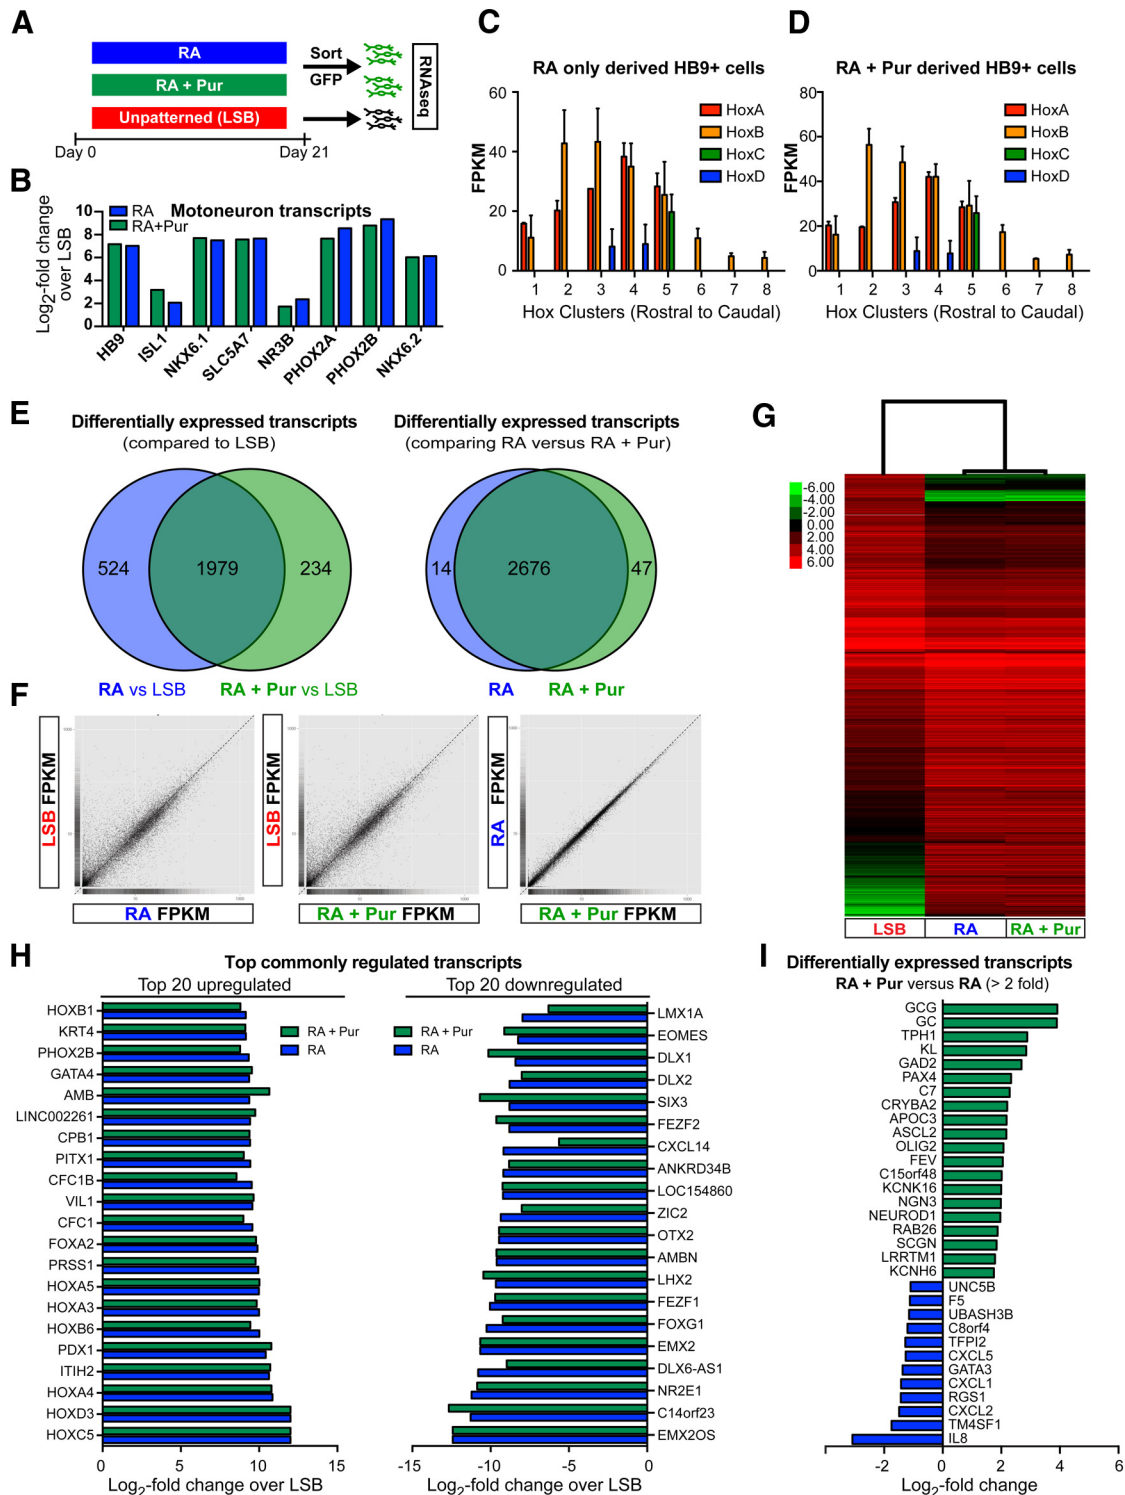 A
RA
RA + Pur
Unpatterned (LSB)
Sort
GFP
RNAseq
Day 0
Day 21
B
Motoneuron transcripts
RA
RA+Pur
Log2-fold change
over LSB
10
8
6
4
2
0
HB9
ISL1
NKX6.1
SLC5A7
NR3B
PHOX2A
PHOX2B
NKX6.2
C
RA only derived HB9+ cells
FPKM
60
40
20
0
HoxA
HoxB
HoxC
HoxD
1 2 3 4 5 6 7 8
Hox Clusters (Rostral to Caudal)
D
RA + Pur derived HB9+ cells
FPKM
80
60
40
20
0
HoxA
HoxB
HoxC
HoxD
1 2 3 4 5 6 7 8
Hox Clusters (Rostral to Caudal)
E
Differentially expressed transcripts
(compared to LSB)
524 1979 234
RA vs LSB
RA + Pur vs LSB
Differentially expressed transcripts
(comparing RA versus RA + Pur)
14 2676 47
RA
RA + Pur
F
LSB FPKM
RA FPKM
LSB FPKM
RA + Pur FPKM
RA FPKM
RA + Pur FPKM
G
-6.00
-4.00
-2.00
0.00
2.00
4.00
6.00
LSB
RA
RA + Pur
H
Top commonly regulated transcripts
Top 20 upregulated
RA + Pur
RA
HOXB1
KRT4
PHOX2B
GATA4
AMB
LINC002261
CPB1
PITX1
CFC1B
VIL1
CFC1
FOXA2
PRSS1
HOXA5
HOXA3
HOXB6
PDX1
ITIH2
HOXA4
HOXD3
HOXC5
0 5 10 15
Log2-fold change over LSB
Top 20 downregulated
RA + Pur
RA
LMX1A
EOMES
DLX1
DLX2
SIX3
FEZF2
CXCL14
ANKRD34B
LOC154860
ZIC2
OTX2
AMBN
LHX2
FEZF1
FOXG1
EMX2
DLX6-AS1
NR2E1
C14orf23
EMX2OS
-15 -10 -5 0
Log2-fold change over LSB
I
Differentially expressed transcripts
RA + Pur versus RA (> 2 fold)
GCG
GC
TPH1
KL
GAD2
PAX4
C7
CRYBA2
APOC3
ASCL2
OLIG2
FEV
C15orf48
KCNK16
NGN3
NEUROD1
RAB26
SCGN
LRRTM1
KCNH6
UNC5B
F5
UBASH3B
C8orf4
TFPI2
CXCL5
GATA3
CXCL1
RGS1
CXCL2
TM4SF1
IL8
-2 0 2 4 6
Log2-fold change